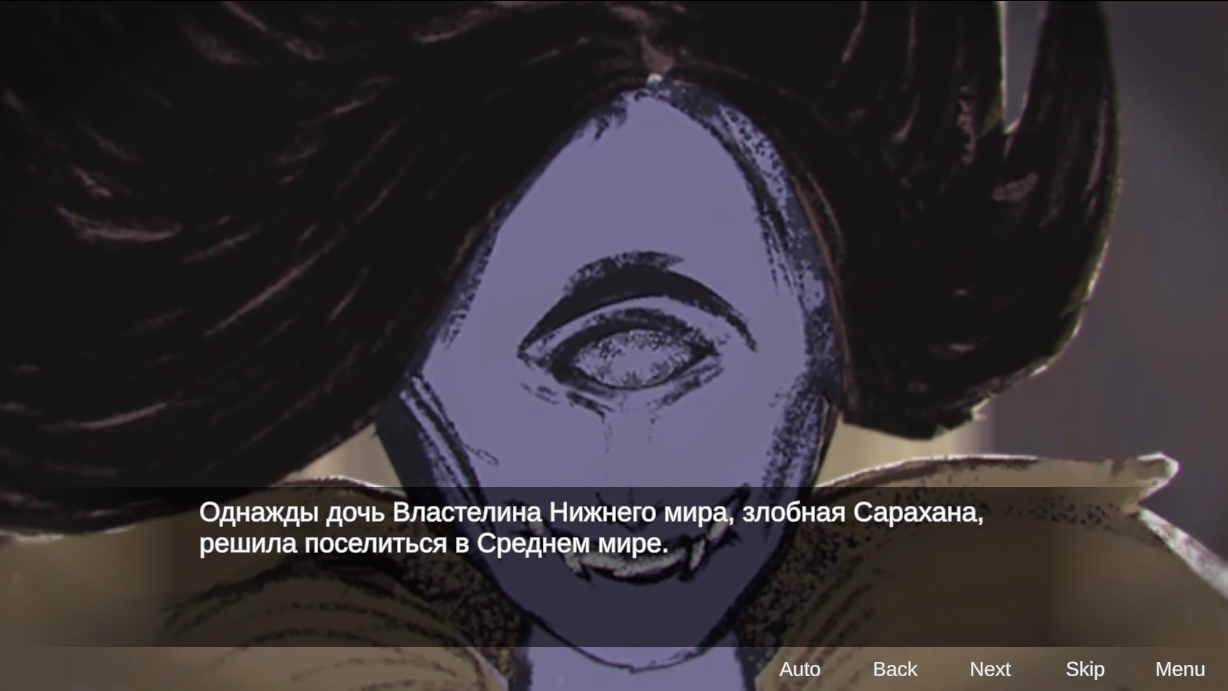 Однажды дочь Властелина Нижнего мира, злобная Сарахана,
решила поселиться в Среднем мире.
Auto Back Next Skip Menu